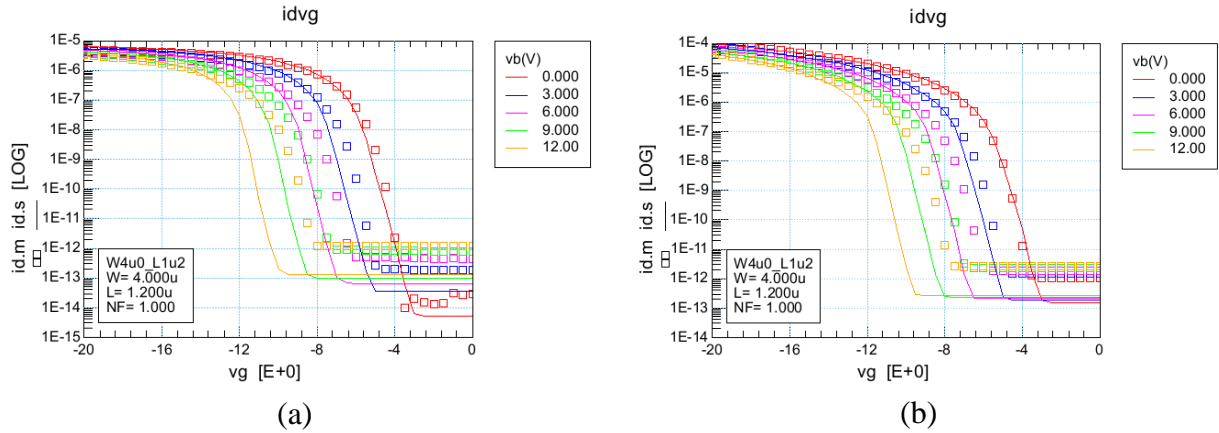 idvg
1E-5
1E-6
1E-7
1E-8
1E-9
1E-10
1E-11
1E-12
1E-13
1E-14
1E-15
id.m id.s [LOG]
-20
-16
-12
-8
-4
0
vg [E+0]
W4u0_L1u2
W= 4.000u
L= 1.200u
NF= 1.000
vb(V)
0.000
3.000
6.000
9.000
12.00
(a)
idvg
1E-4
1E-5
1E-6
1E-7
1E-8
1E-9
1E-10
1E-11
1E-12
1E-13
1E-14
id.m id.s [LOG]
-20
-16
-12
-8
-4
0
vg [E+0]
W4u0_L1u2
W= 4.000u
L= 1.200u
NF= 1.000
vb(V)
0.000
3.000
6.000
9.000
12.00
(b)